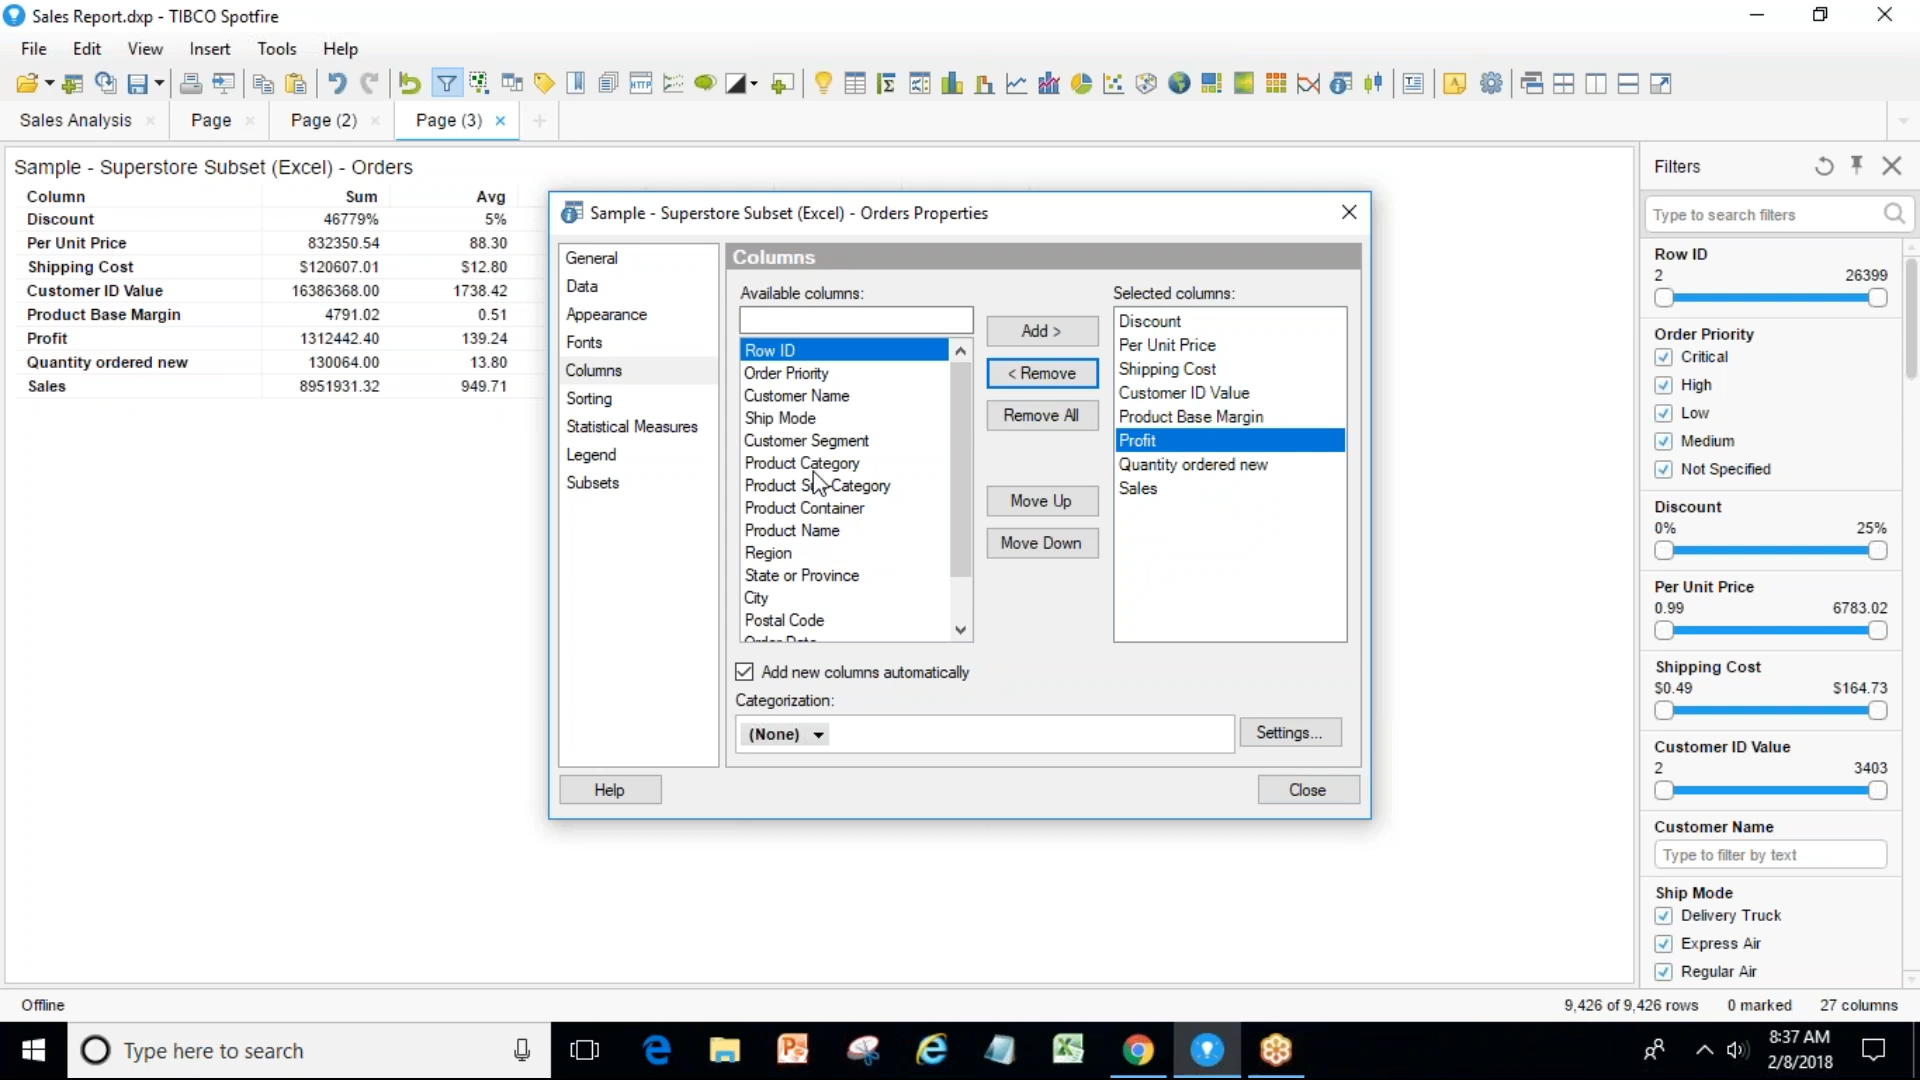 Sales Report.dxp - TIBCO Spotfire
File Edit View Insert Tools Help
HTTP
Sales Analysis Page Page (2) Page (3)
Sample - Superstore Subset (Excel) - Orders
Column Sum Avg
Discount 46779% 5%
Per Unit Price 832350.54 88.30
Shipping Cost $120607.01 $12.80
Customer ID Value 16386368.00 1738.42
Product Base Margin 4791.02 0.51
Profit 1312442.40 139.24
Quantity ordered new 130064.00 13.80
Sales 8951931.32 949.71
Sample - Superstore Subset (Excel) - Orders Properties
General
Data
Appearance
Fonts
Columns
Sorting
Statistical Measures
Legend
Subsets
Columns
Available columns:
Row ID
Order Priority
Customer Name
Ship Mode
Customer Segment
Product Category
Product Sub-Category
Product Container
Product Name
Region
State or Province
City
Postal Code
Order Date
Add >
< Remove
Remove All
Move Up
Move Down
Selected columns:
Discount
Per Unit Price
Shipping Cost
Customer ID Value
Product Base Margin
Profit
Quantity ordered new
Sales
Add new columns automatically
Categorization:
(None)
Settings...
Help
Close
Filters
Type to search filters
Row ID
2 26399
Order Priority
Critical
High
Low
Medium
Not Specified
Discount
0% 25%
Per Unit Price
0.99 6783.02
Shipping Cost
$0.49 $164.73
Customer ID Value
2 3403
Customer Name
Type to filter by text
Ship Mode
Delivery Truck
Express Air
Regular Air
Offline
9,426 of 9,426 rows 0 marked 27 columns
Type here to search
8:37 AM
2/8/2018